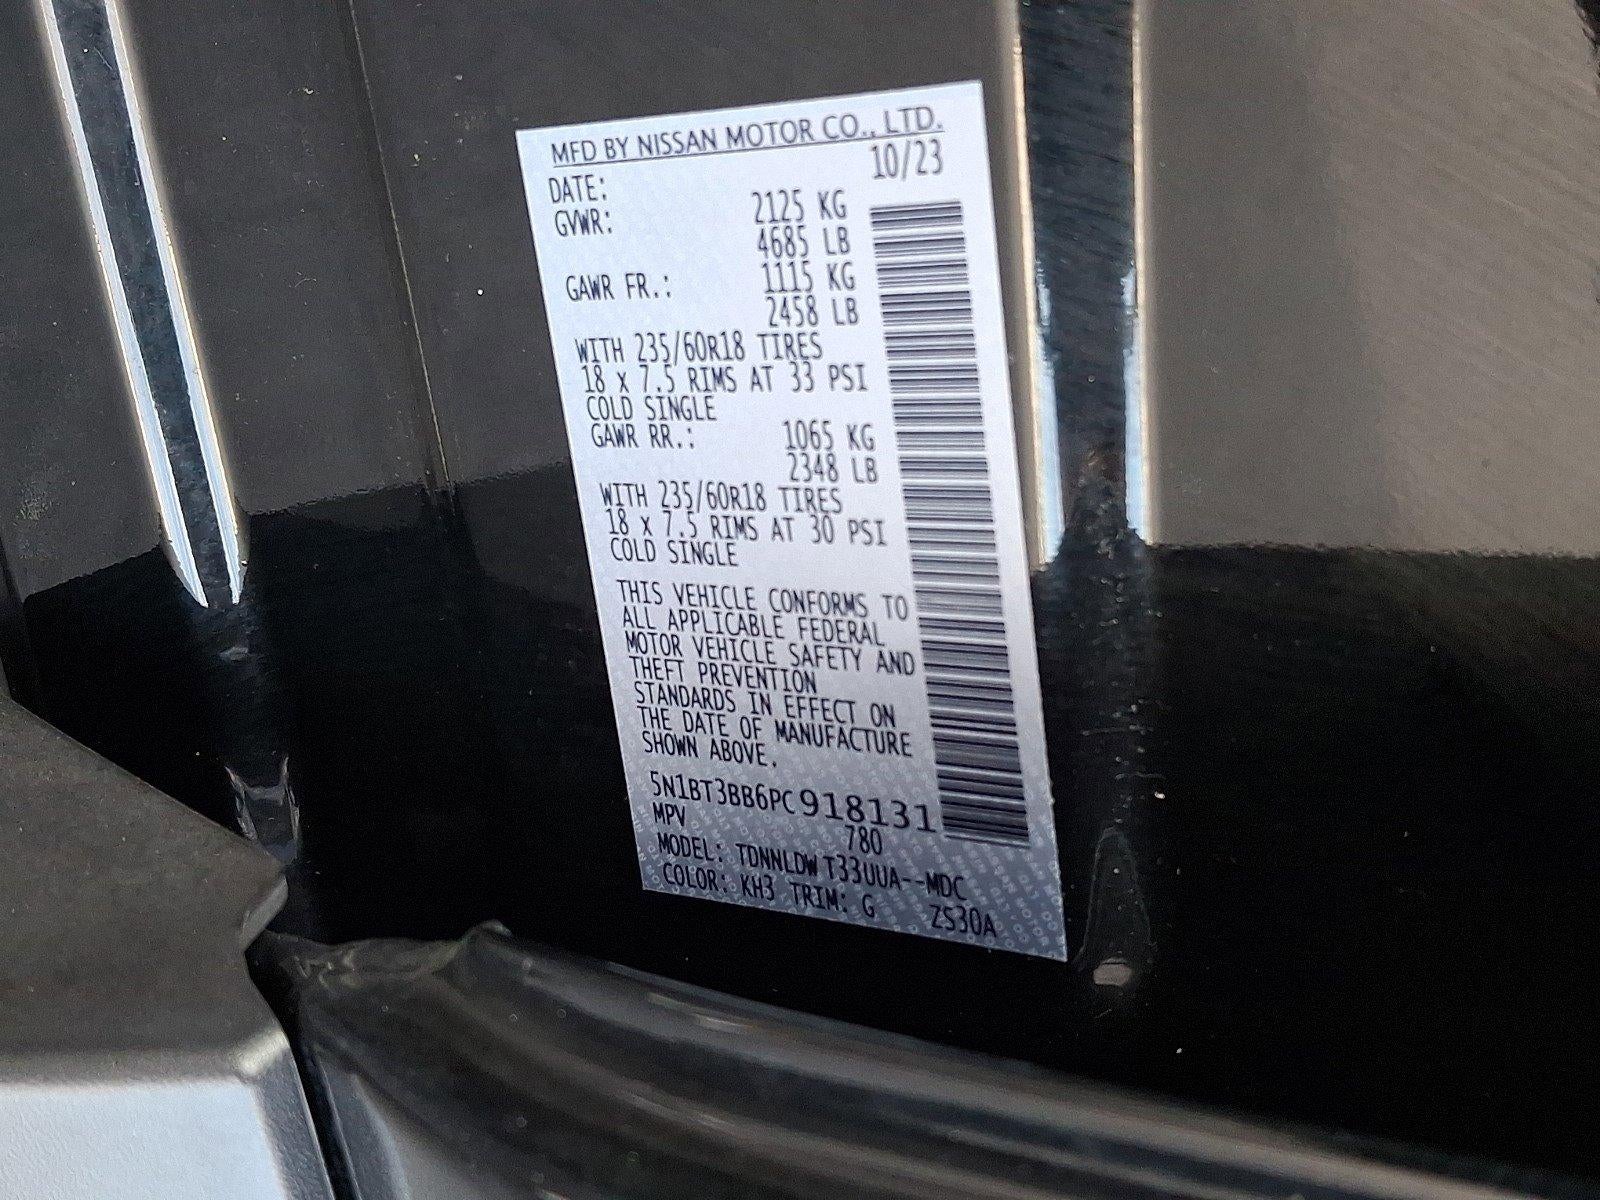 MFD BY NISSAN MOTOR CO., LTD.
DATE: 10/23
GVWR: 2125 KG
4685 LB
GAWR FR.: 1115 KG
2458 LB
WITH 235/60R18 TIRES
18 x 7.5 RIMS AT 33 PSI
COLD SINGLE
GAWR RR.: 1065 KG
2348 LB
WITH 235/60R18 TIRES
18 x 7.5 RIMS AT 30 PSI
COLD SINGLE
THIS VEHICLE CONFORMS TO
ALL APPLICABLE FEDERAL
MOTOR VEHICLE SAFETY AND
THEFT PREVENTION
STANDARDS IN EFFECT ON
THE DATE OF MANUFACTURE
SHOWN ABOVE.
5N1BT3BB6PC918131
MPV 780
MODEL: TDNNLDW T33UUA--MDC
COLOR: KH3 TRIM: G ZS30A